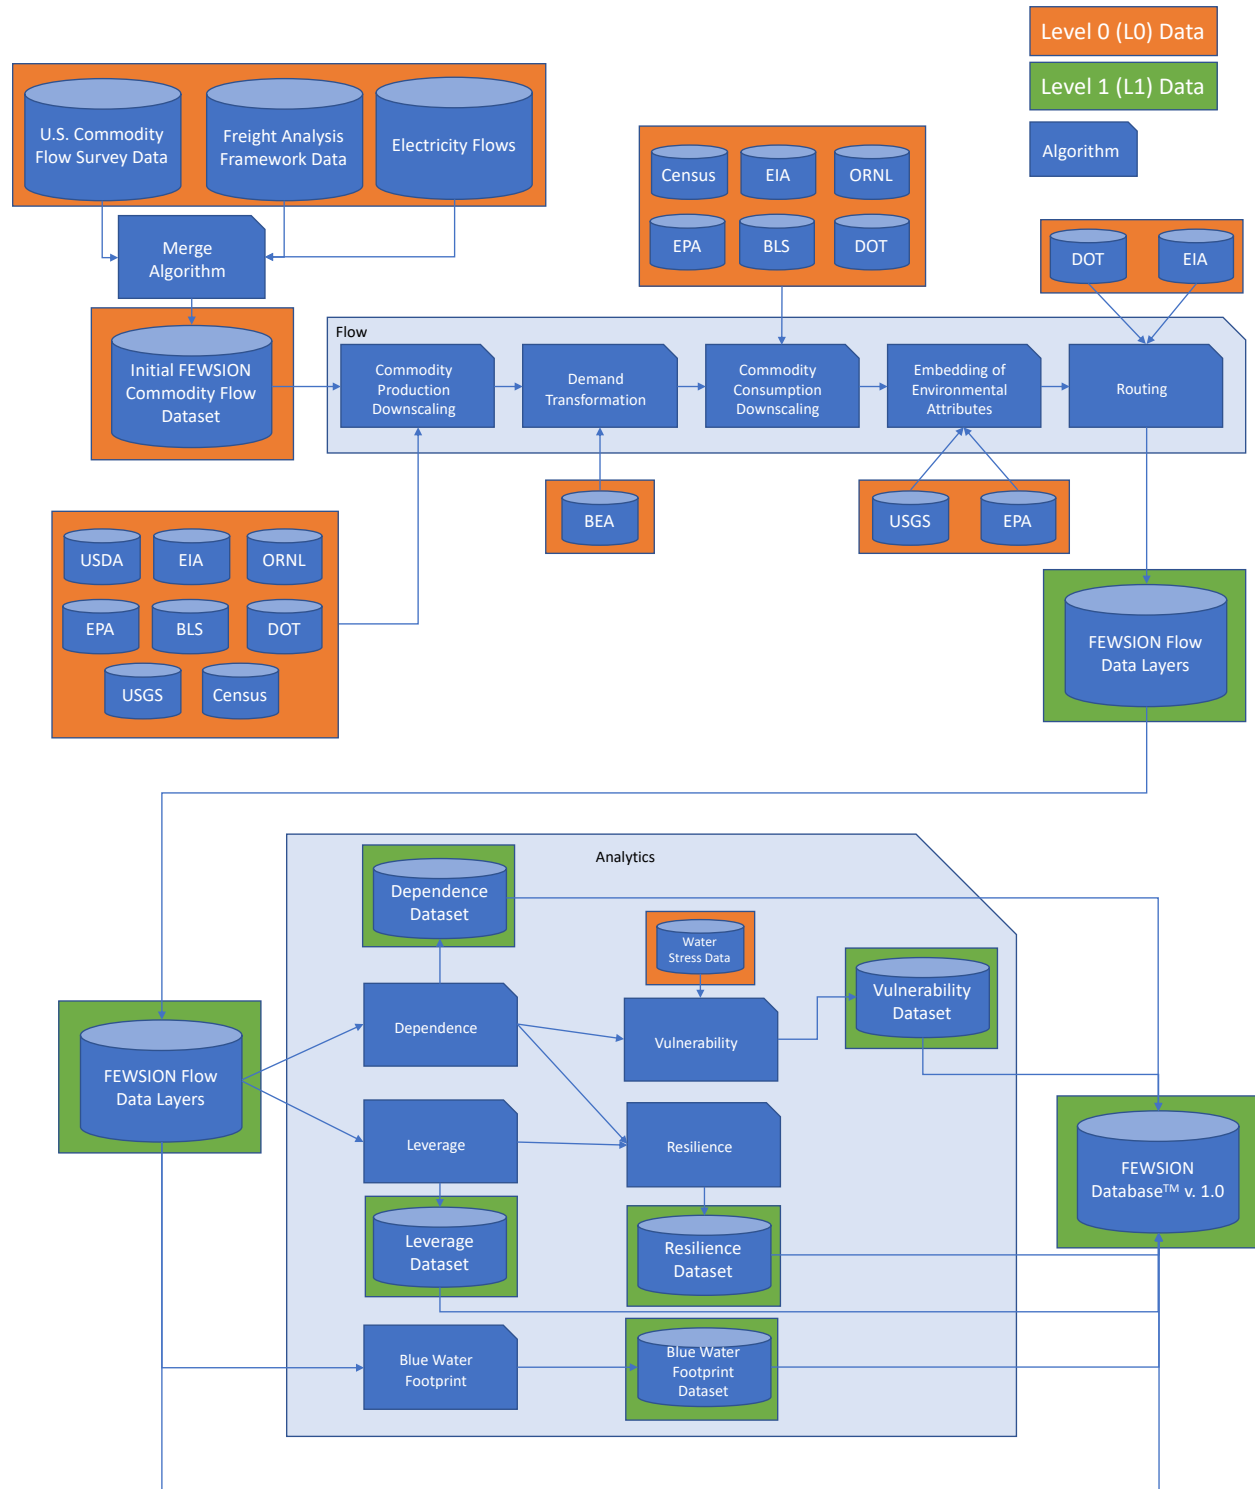 Level 0 (L0) Data
Level 1 (L1) Data
Algorithm
U.S. Commodity
Flow Survey Data
Freight Analysis
Framework Data
Electricity Flows
Merge
Algorithm
Initial FEWSION
Commodity Flow
Dataset
Census
EIA
ORNL
EPA
BLS
DOT
DOT
EIA
Flow
Commodity
Production
Downscaling
Demand
Transformation
Commodity
Consumption
Downscaling
Embedding of
Environmental
Attributes
Routing
BEA
USGS
EPA
USDA
EIA
ORNL
EPA
BLS
DOT
USGS
Census
FEWSION Flow
Data Layers
Analytics
Dependence
Dataset
Water
Stress Data
Vulnerability
Dataset
Dependence
Vulnerability
FEWSION Flow
Data Layers
Leverage
Resilience
Leverage
Dataset
Resilience
Dataset
FEWSION
Database™ v. 1.0
Blue Water
Footprint
Blue Water
Footprint
Dataset